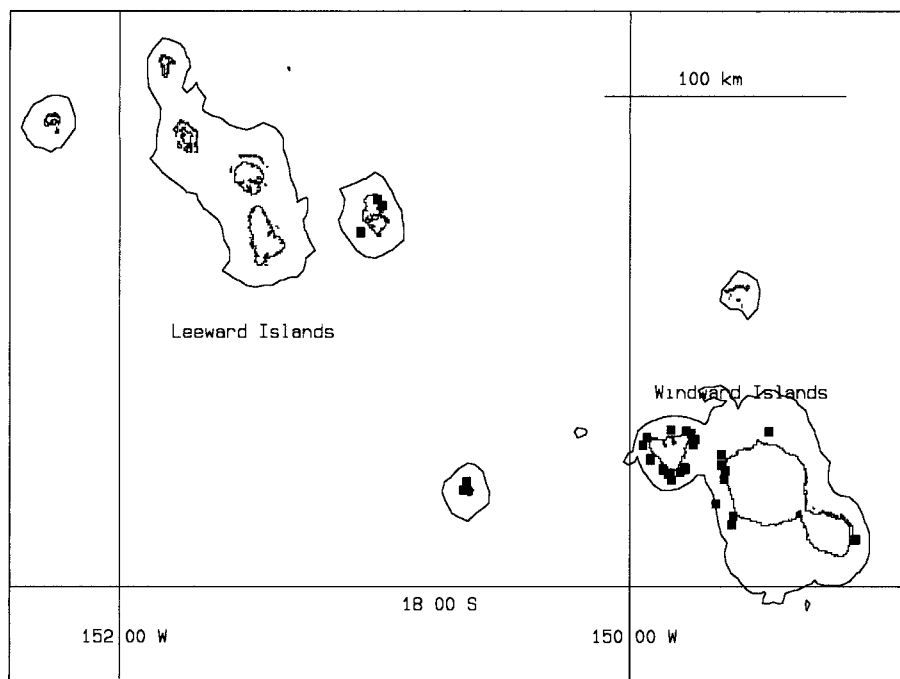 100 km
Leeward Islands
Windward Islands
18 00 S
152 00 W
150 00 W